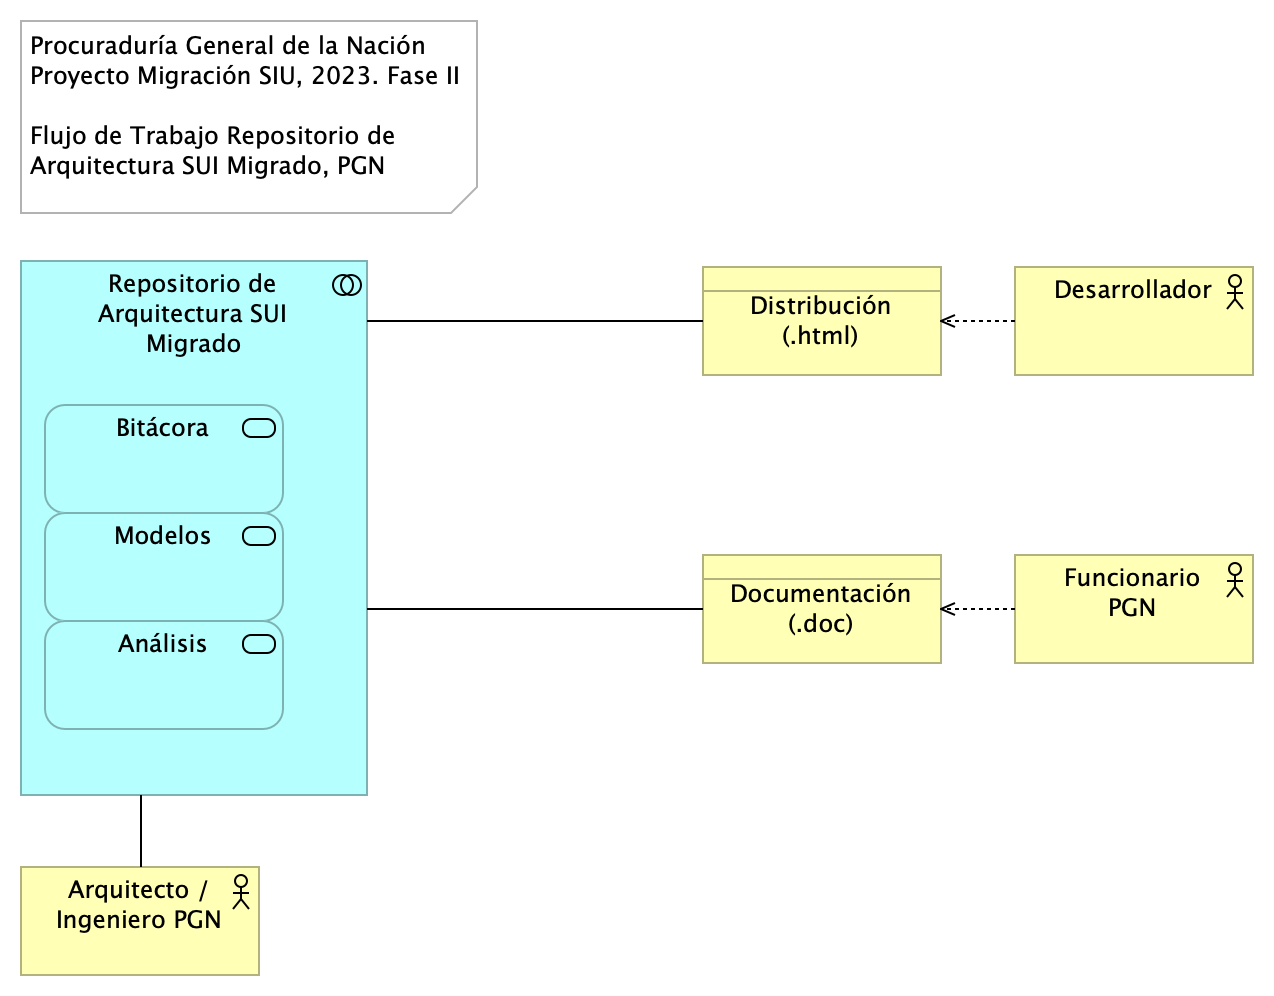 Procuraduría General de la Nación
Proyecto Migración SIU, 2023. Fase II
Flujo de Trabajo Repositorio de
Arquitectura SUI Migrado, PGN
Repositorio de
Arquitectura SUI
Migrado
Bitácora
Modelos
Análisis
Distribución
(.html)
Desarrollador
Documentación
(.doc)
Funcionario
PGN
Arquitecto /
Ingeniero PGN